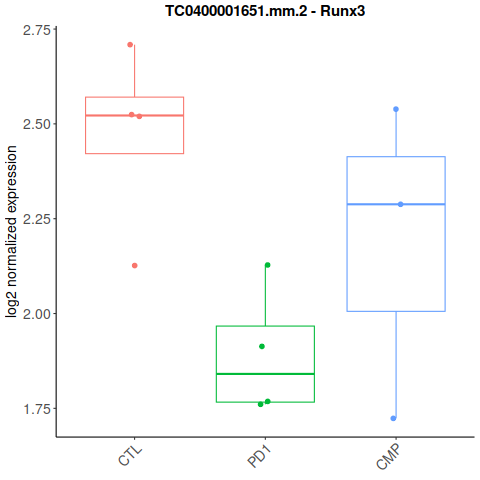 TC0400001651.mm.2 - Runx3
log2 normalized expression
2.75
2.50
2.25
2.00
1.75
CTL
PD1
CMP